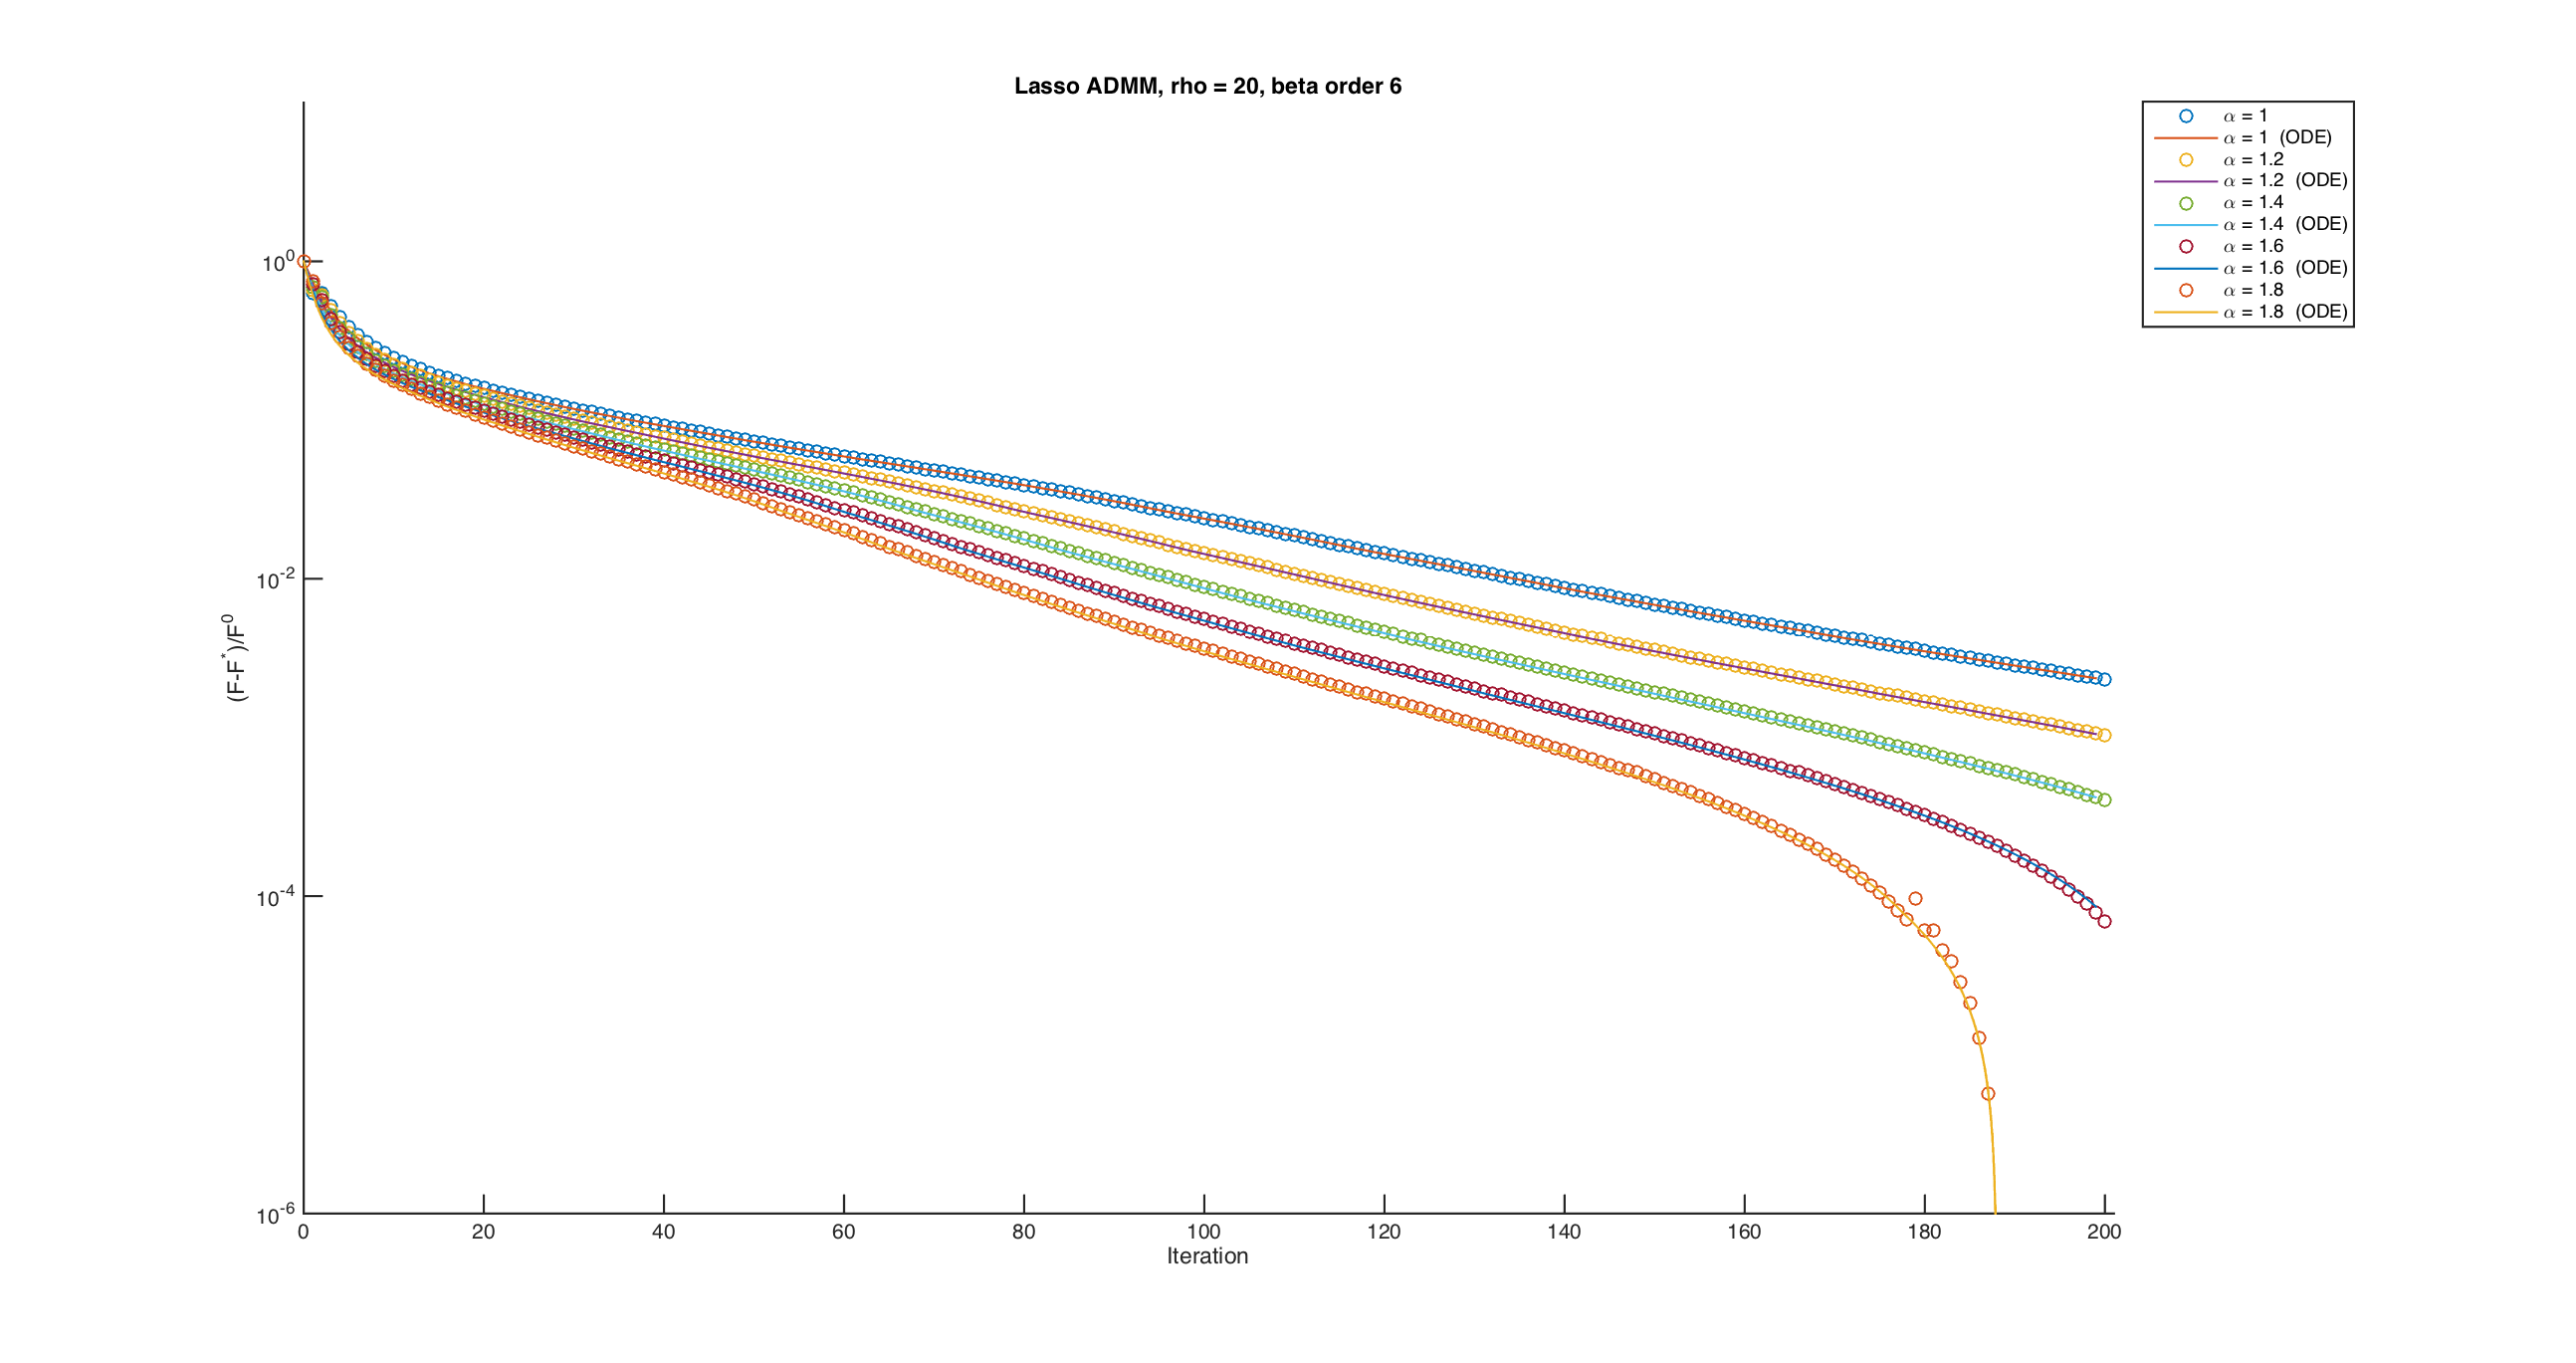 Lasso ADMM, rho = 20, beta order 6
α = 1
α = 1 (ODE)
α = 1.2
α = 1.2 (ODE)
α = 1.4
α = 1.4 (ODE)
α = 1.6
α = 1.6 (ODE)
α = 1.8
α = 1.8 (ODE)
10^0
10^-2
10^-4
10^-6
(F-F^*)/F^0
0 20 40 60 80 100 120 140 160 180 200
Iteration